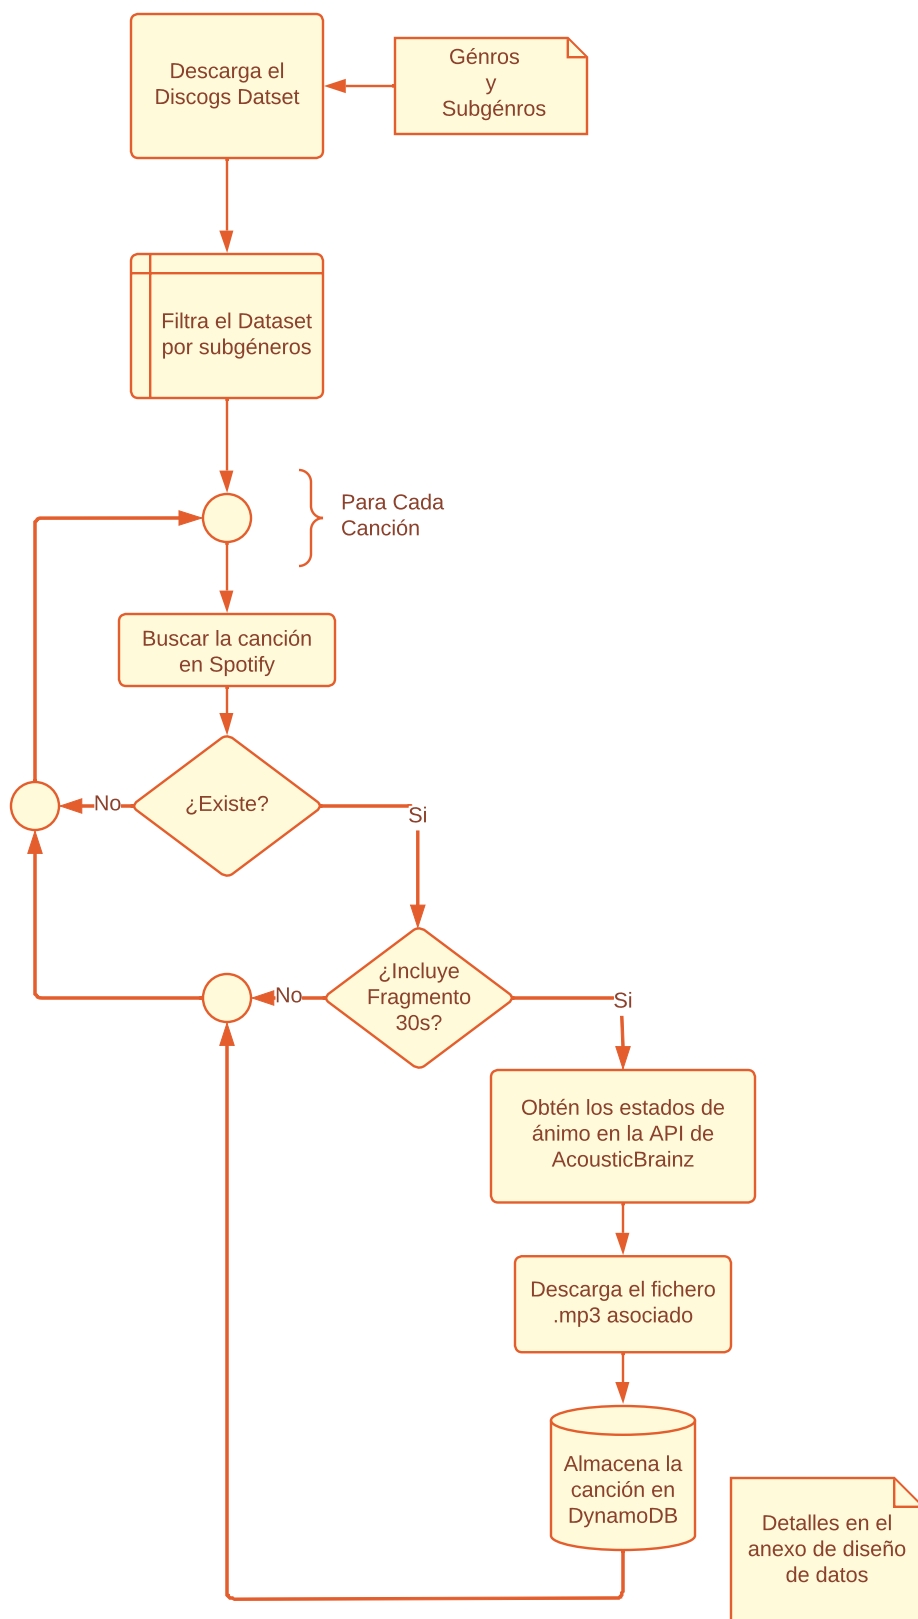 Descarga el
Discogs Datset
Génros
y
Subgénros
Filtra el Dataset
por subgéneros
Para Cada
Canción
Buscar la canción
en Spotify
¿Existe?
No
Si
¿Incluye
Fragmento
30s?
No
Si
Obtén los estados de
ánimo en la API de
AcousticBrainz
Descarga el fichero
.mp3 asociado
Almacena la
canción en
DynamoDB
Detalles en el
anexo de diseño
de datos